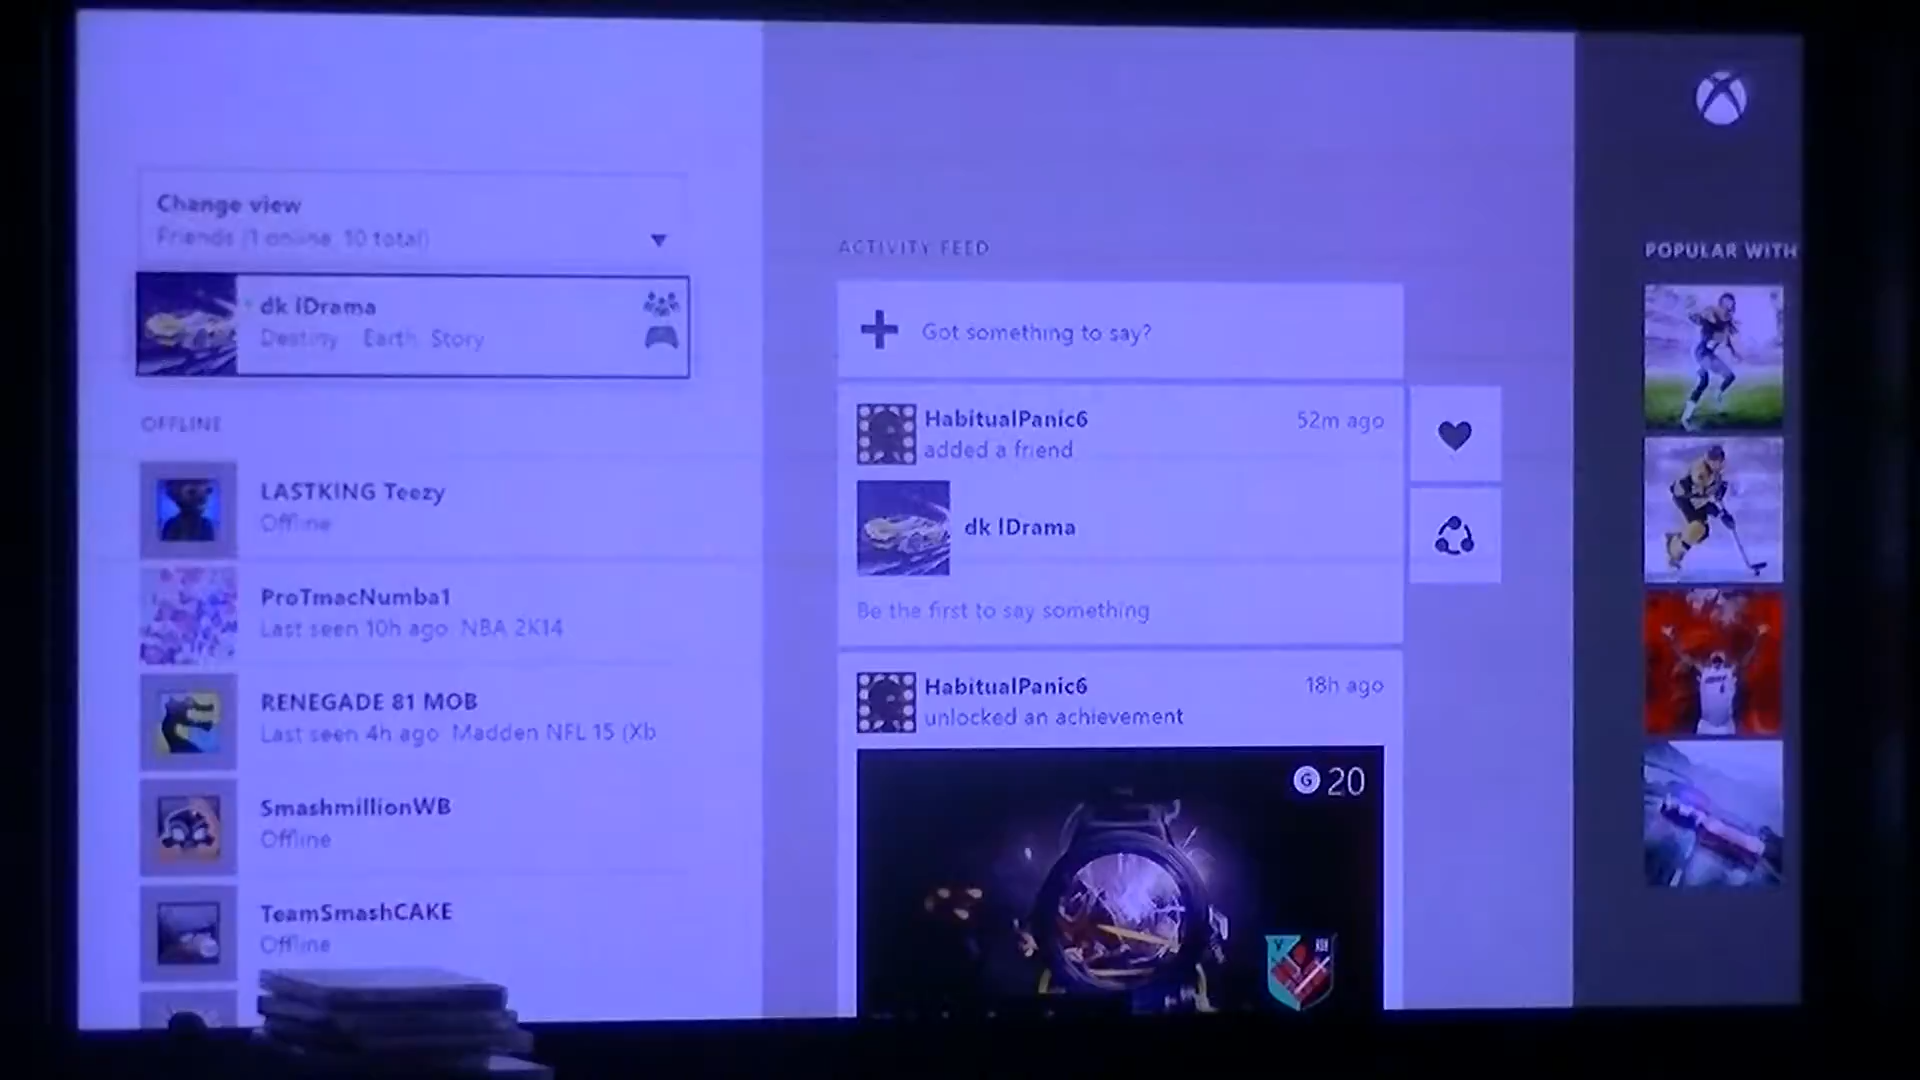 Change view
Friends (1 online, 10 total)
dk lDrama
Destiny Earth, Story
OFFLINE
LASTKING Teezy
Offline
ProTmacNumba1
Last seen 10h ago NBA 2K14
RENEGADE 81 MOB
Last seen 4h ago Madden NFL 15 (Xb
SmashmillionWB
Offline
TeamSmashCAKE
Offline
ACTIVITY FEED
Got something to say?
HabitualPanic6
52m ago
added a friend
dk lDrama
Be the first to say something
HabitualPanic6
18h ago
unlocked an achievement
G 20
POPULAR WITH